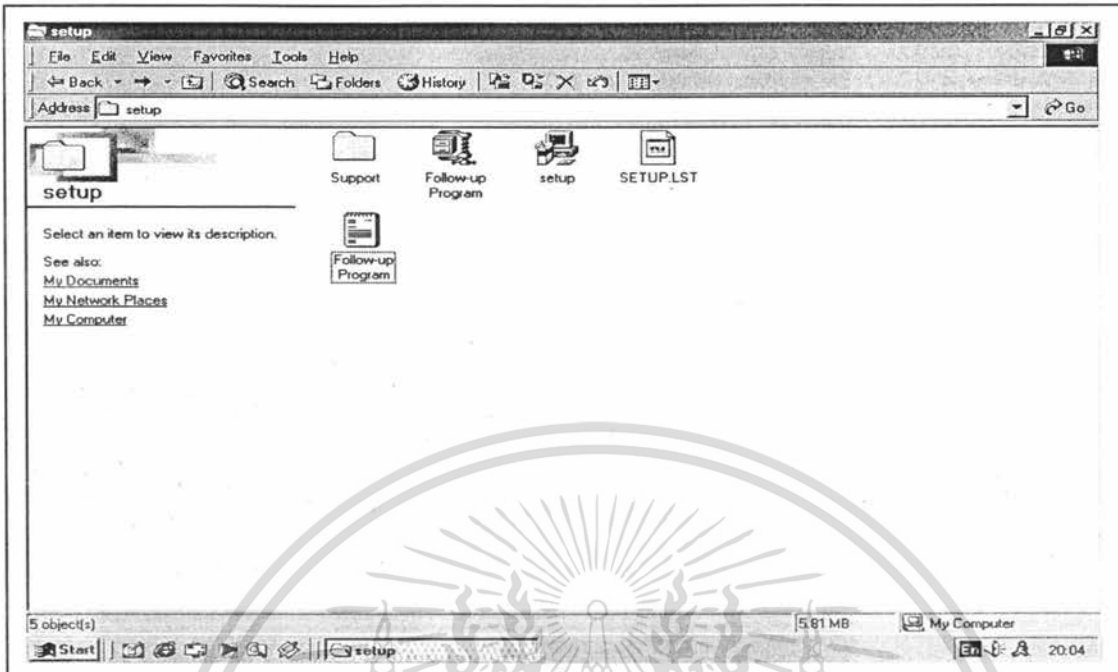 setup
File Edit View Favorites Tools Help
Back Search Folders History
Address setup Go
setup
Select an item to view its description.
See also:
My Documents
My Network Places
My Computer
Support
Follow-up
Program
setup
SETUP.LST
Follow-up
Program
5 object(s) 5.81 MB My Computer
Start setup En 20:04